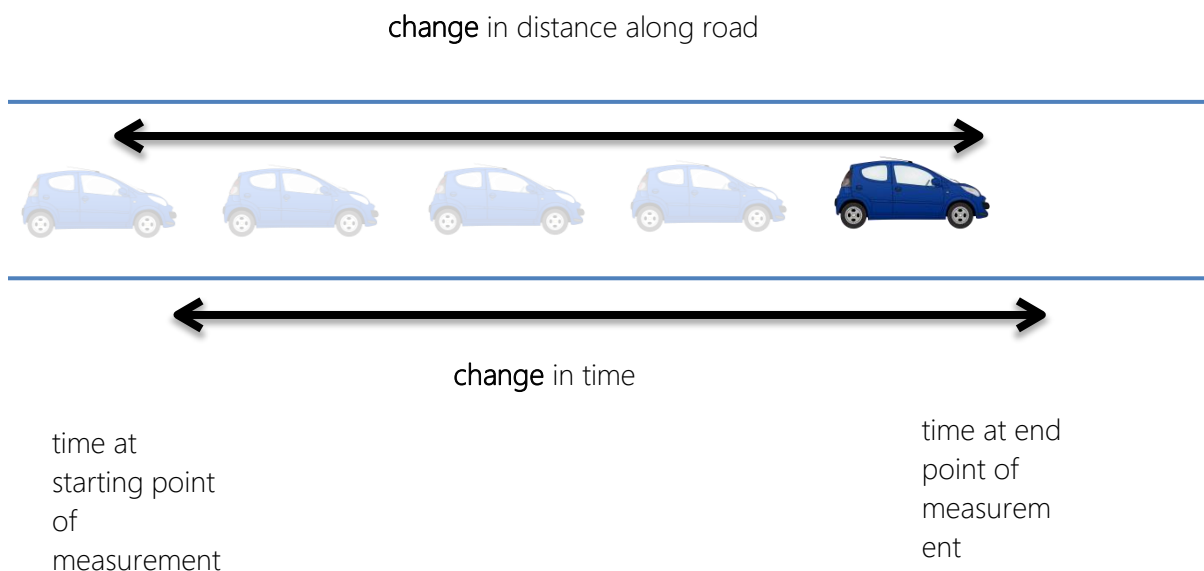 change in distance along road
change in time
time at
starting point
of
measurement
time at end
point of
measurem
ent